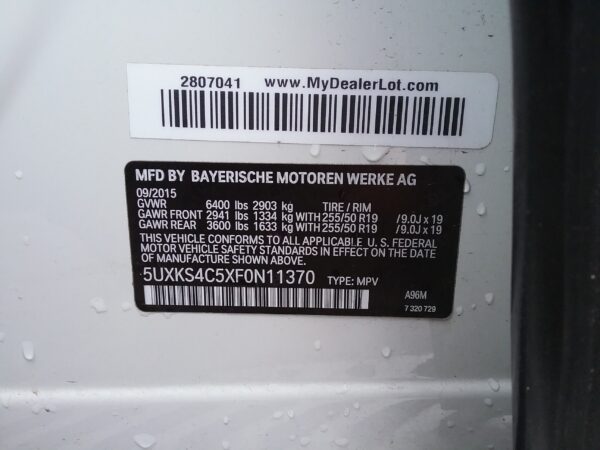 2807041 www.MyDealerLot.com
MFD BY BAYERISCHE MOTOREN WERKE AG
09/2015
GVWR 6400 lbs 2903 kg TIRE / RIM
GAWR FRONT 2941 lbs 1334 kg WITH 255/50 R19 /9.0J x 19
GAWR REAR 3600 lbs 1633 kg WITH 255/50 R19 /9.0J x 19
THIS VEHICLE CONFORMS TO ALL APPLICABLE U. S. FEDERAL
MOTOR VEHICLE SAFETY STANDARDS IN EFFECT ON THE DATE
OF MANUFACTURE SHOWN ABOVE.
5UXKS4C5XF0N11370 TYPE: MPV
A96M
7 320 729